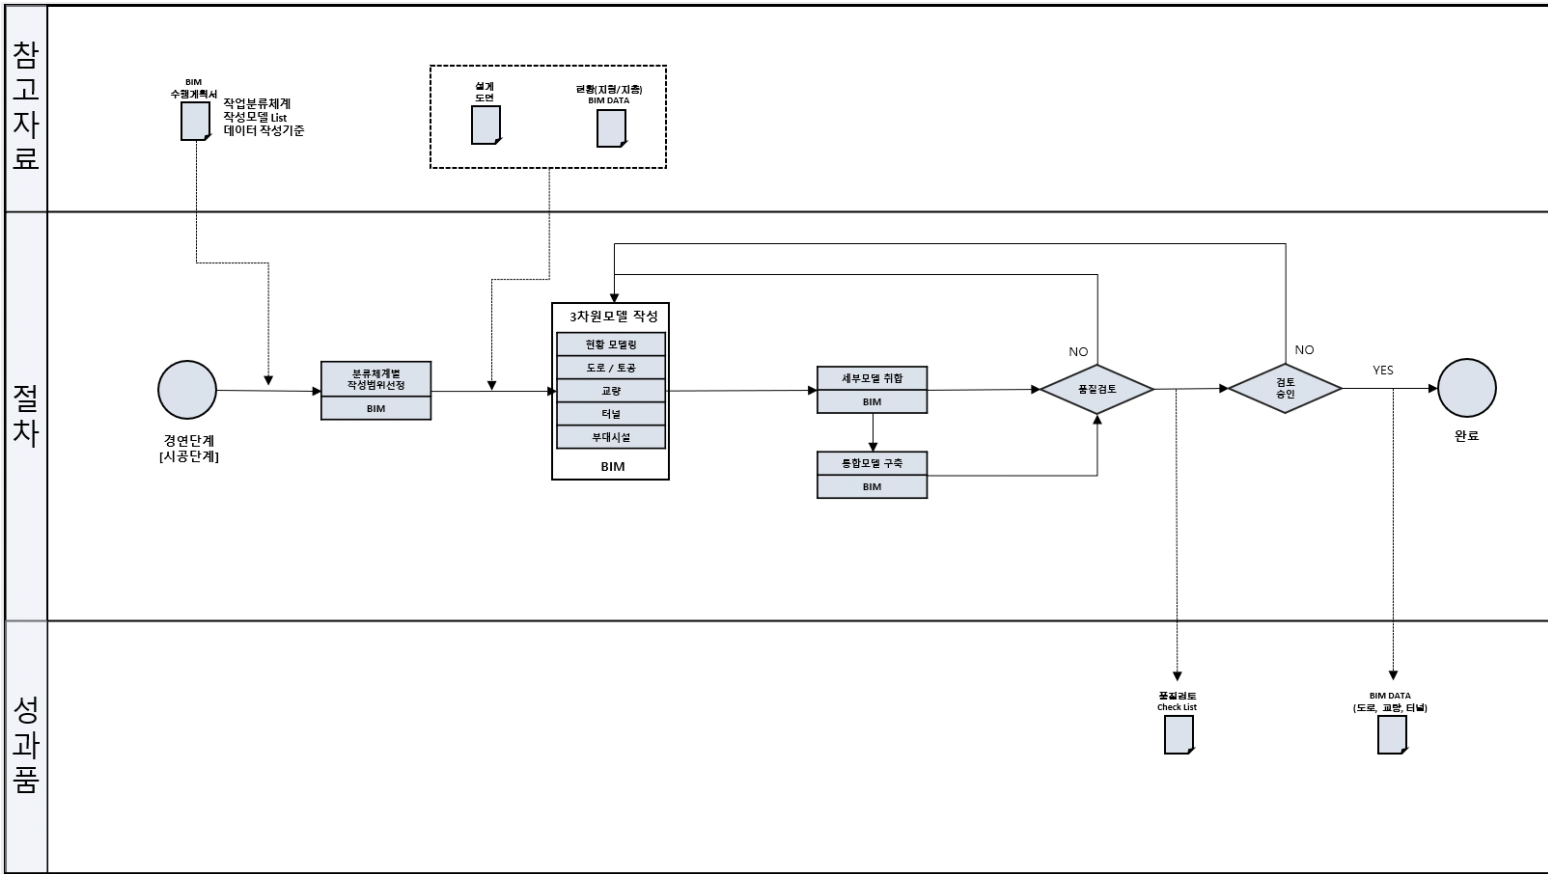 참고자료
BIM
수행계획서
작업분류체계
작성모델 List
데이터 작성기준
설계
도면
현황(지형/지층)
BIM DATA
절차
경연단계
[시공단계]
분류체계별
작성범위선정
BIM
3차원모델 작성
현황 모델링
도로 / 토공
교량
터널
부대시설
BIM
세부모델 취합
BIM
통합모델 구축
BIM
NO
품질검토
NO
검토
승인
YES
완료
성과품
품질검토
Check List
BIM DATA
(도로, 교량, 터널)